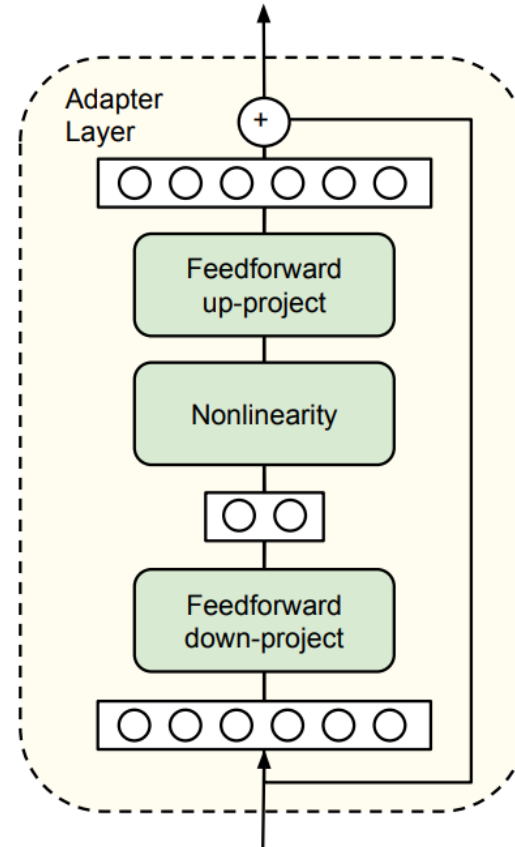 Adapter
Layer
+
Feedforward
up-project
Nonlinearity
Feedforward
down-project